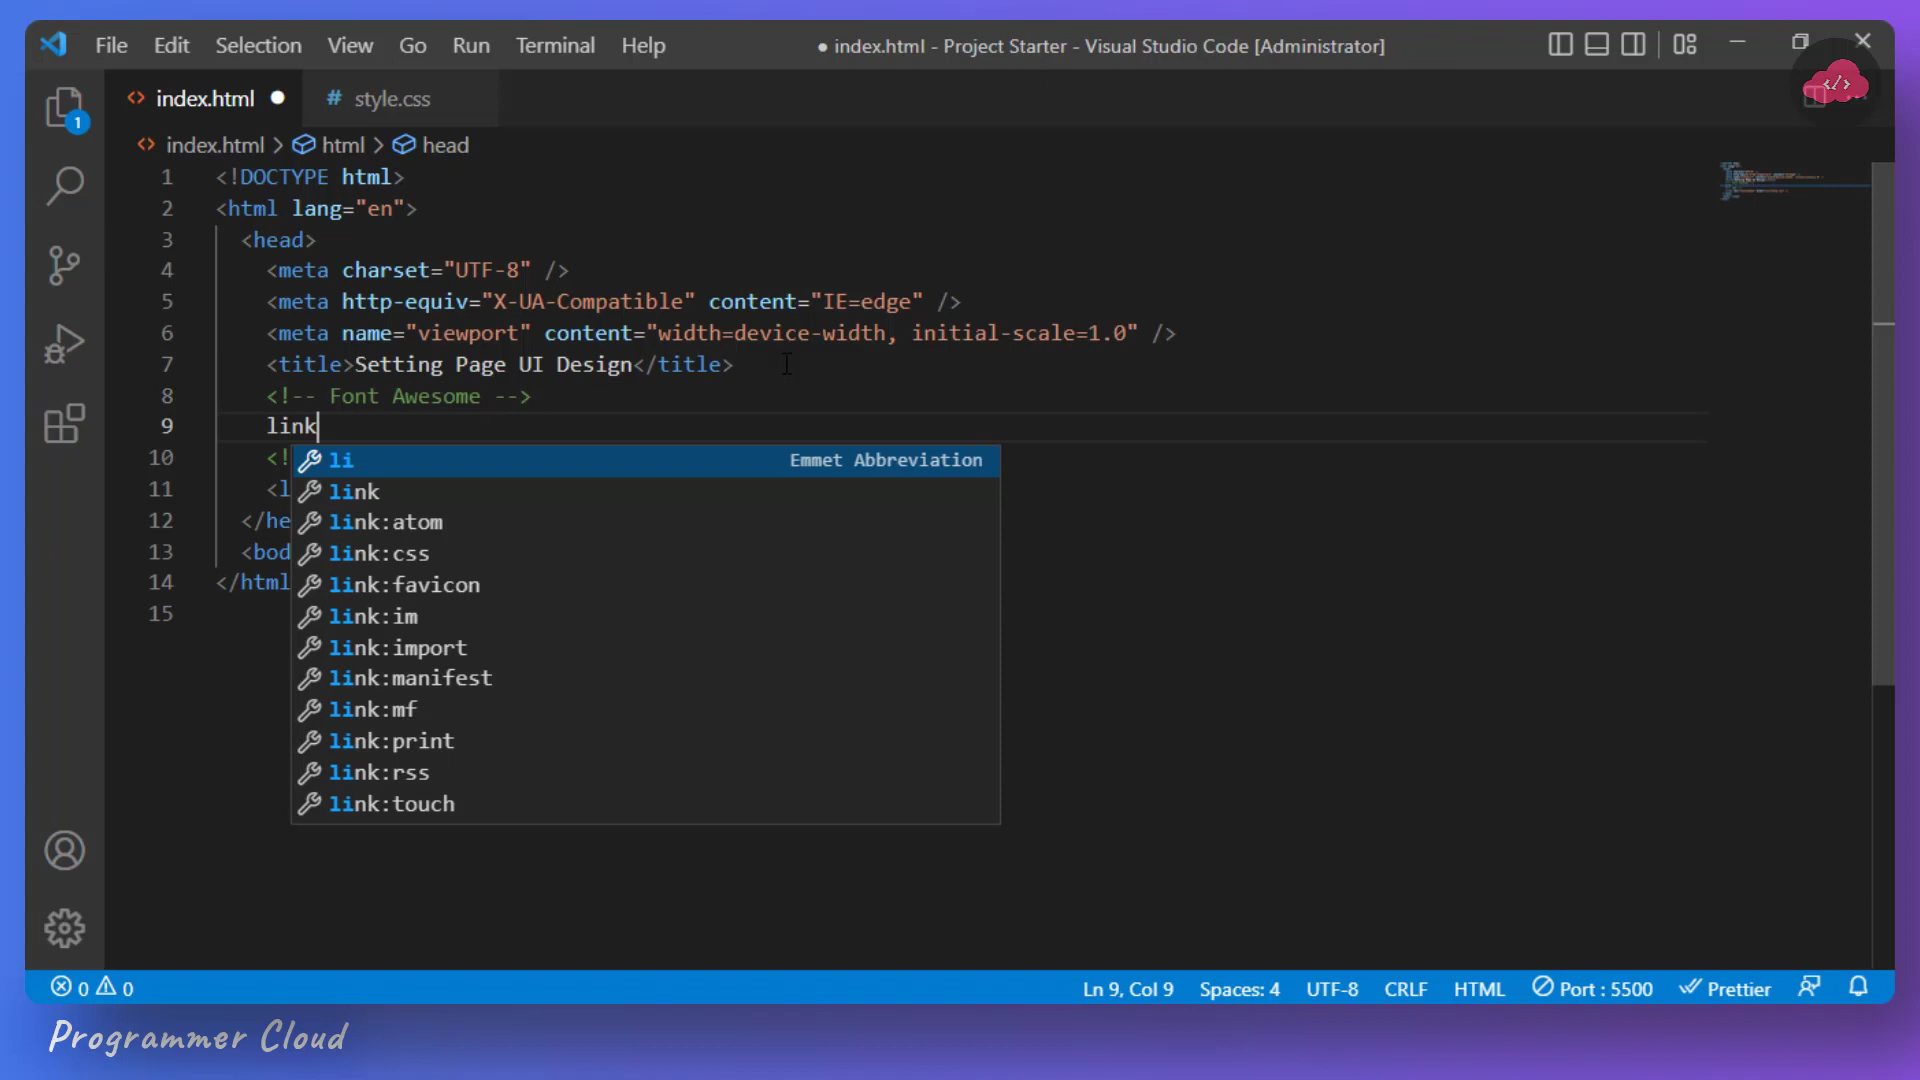 File Edit Selection View Go Run Terminal Help
● index.html - Project Starter - Visual Studio Code [Administrator]
</>
1
<> index.html ●
# style.css
<> index.html > html > head
1 <!DOCTYPE html>
2 <html lang="en">
3 <head>
4 <meta charset="UTF-8" />
5 <meta http-equiv="X-UA-Compatible" content="IE=edge" />
6 <meta name="viewport" content="width=device-width, initial-scale=1.0" />
7 <title>Setting Page UI Design</title>
8 <!-- Font Awesome -->
9 link
10 <!
11 <l
12 </he
13 <bod
14 </html
15
li Emmet Abbreviation
link
link:atom
link:css
link:favicon
link:im
link:import
link:manifest
link:mf
link:print
link:rss
link:touch
0 0 Ln 9, Col 9 Spaces: 4 UTF-8 CRLF HTML Port : 5500 Prettier
Programmer Cloud